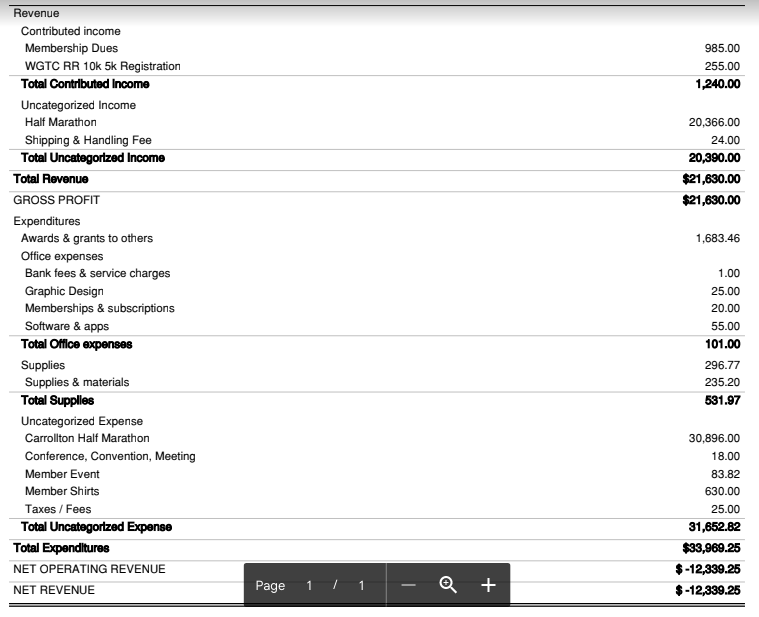 Revenue
Contributed income
Membership Dues 985.00
WGTC RR 10k 5k Registration 255.00
Total Contributed Income 1,240.00
Uncategorized Income
Half Marathon 20,366.00
Shipping & Handling Fee 24.00
Total Uncategorized Income 20,390.00
Total Revenue $21,630.00
GROSS PROFIT $21,630.00
Expenditures
Awards & grants to others 1,683.46
Office expenses
Bank fees & service charges 1.00
Graphic Design 25.00
Memberships & subscriptions 20.00
Software & apps 55.00
Total Office expenses 101.00
Supplies 296.77
Supplies & materials 235.20
Total Supplies 531.97
Uncategorized Expense
Carrollton Half Marathon 30,896.00
Conference, Convention, Meeting 18.00
Member Event 83.82
Member Shirts 630.00
Taxes / Fees 25.00
Total Uncategorized Expense 31,652.82
Total Expenditures $33,969.25
NET OPERATING REVENUE $ -12,339.25
NET REVENUE $ -12,339.25
Page 1 / 1